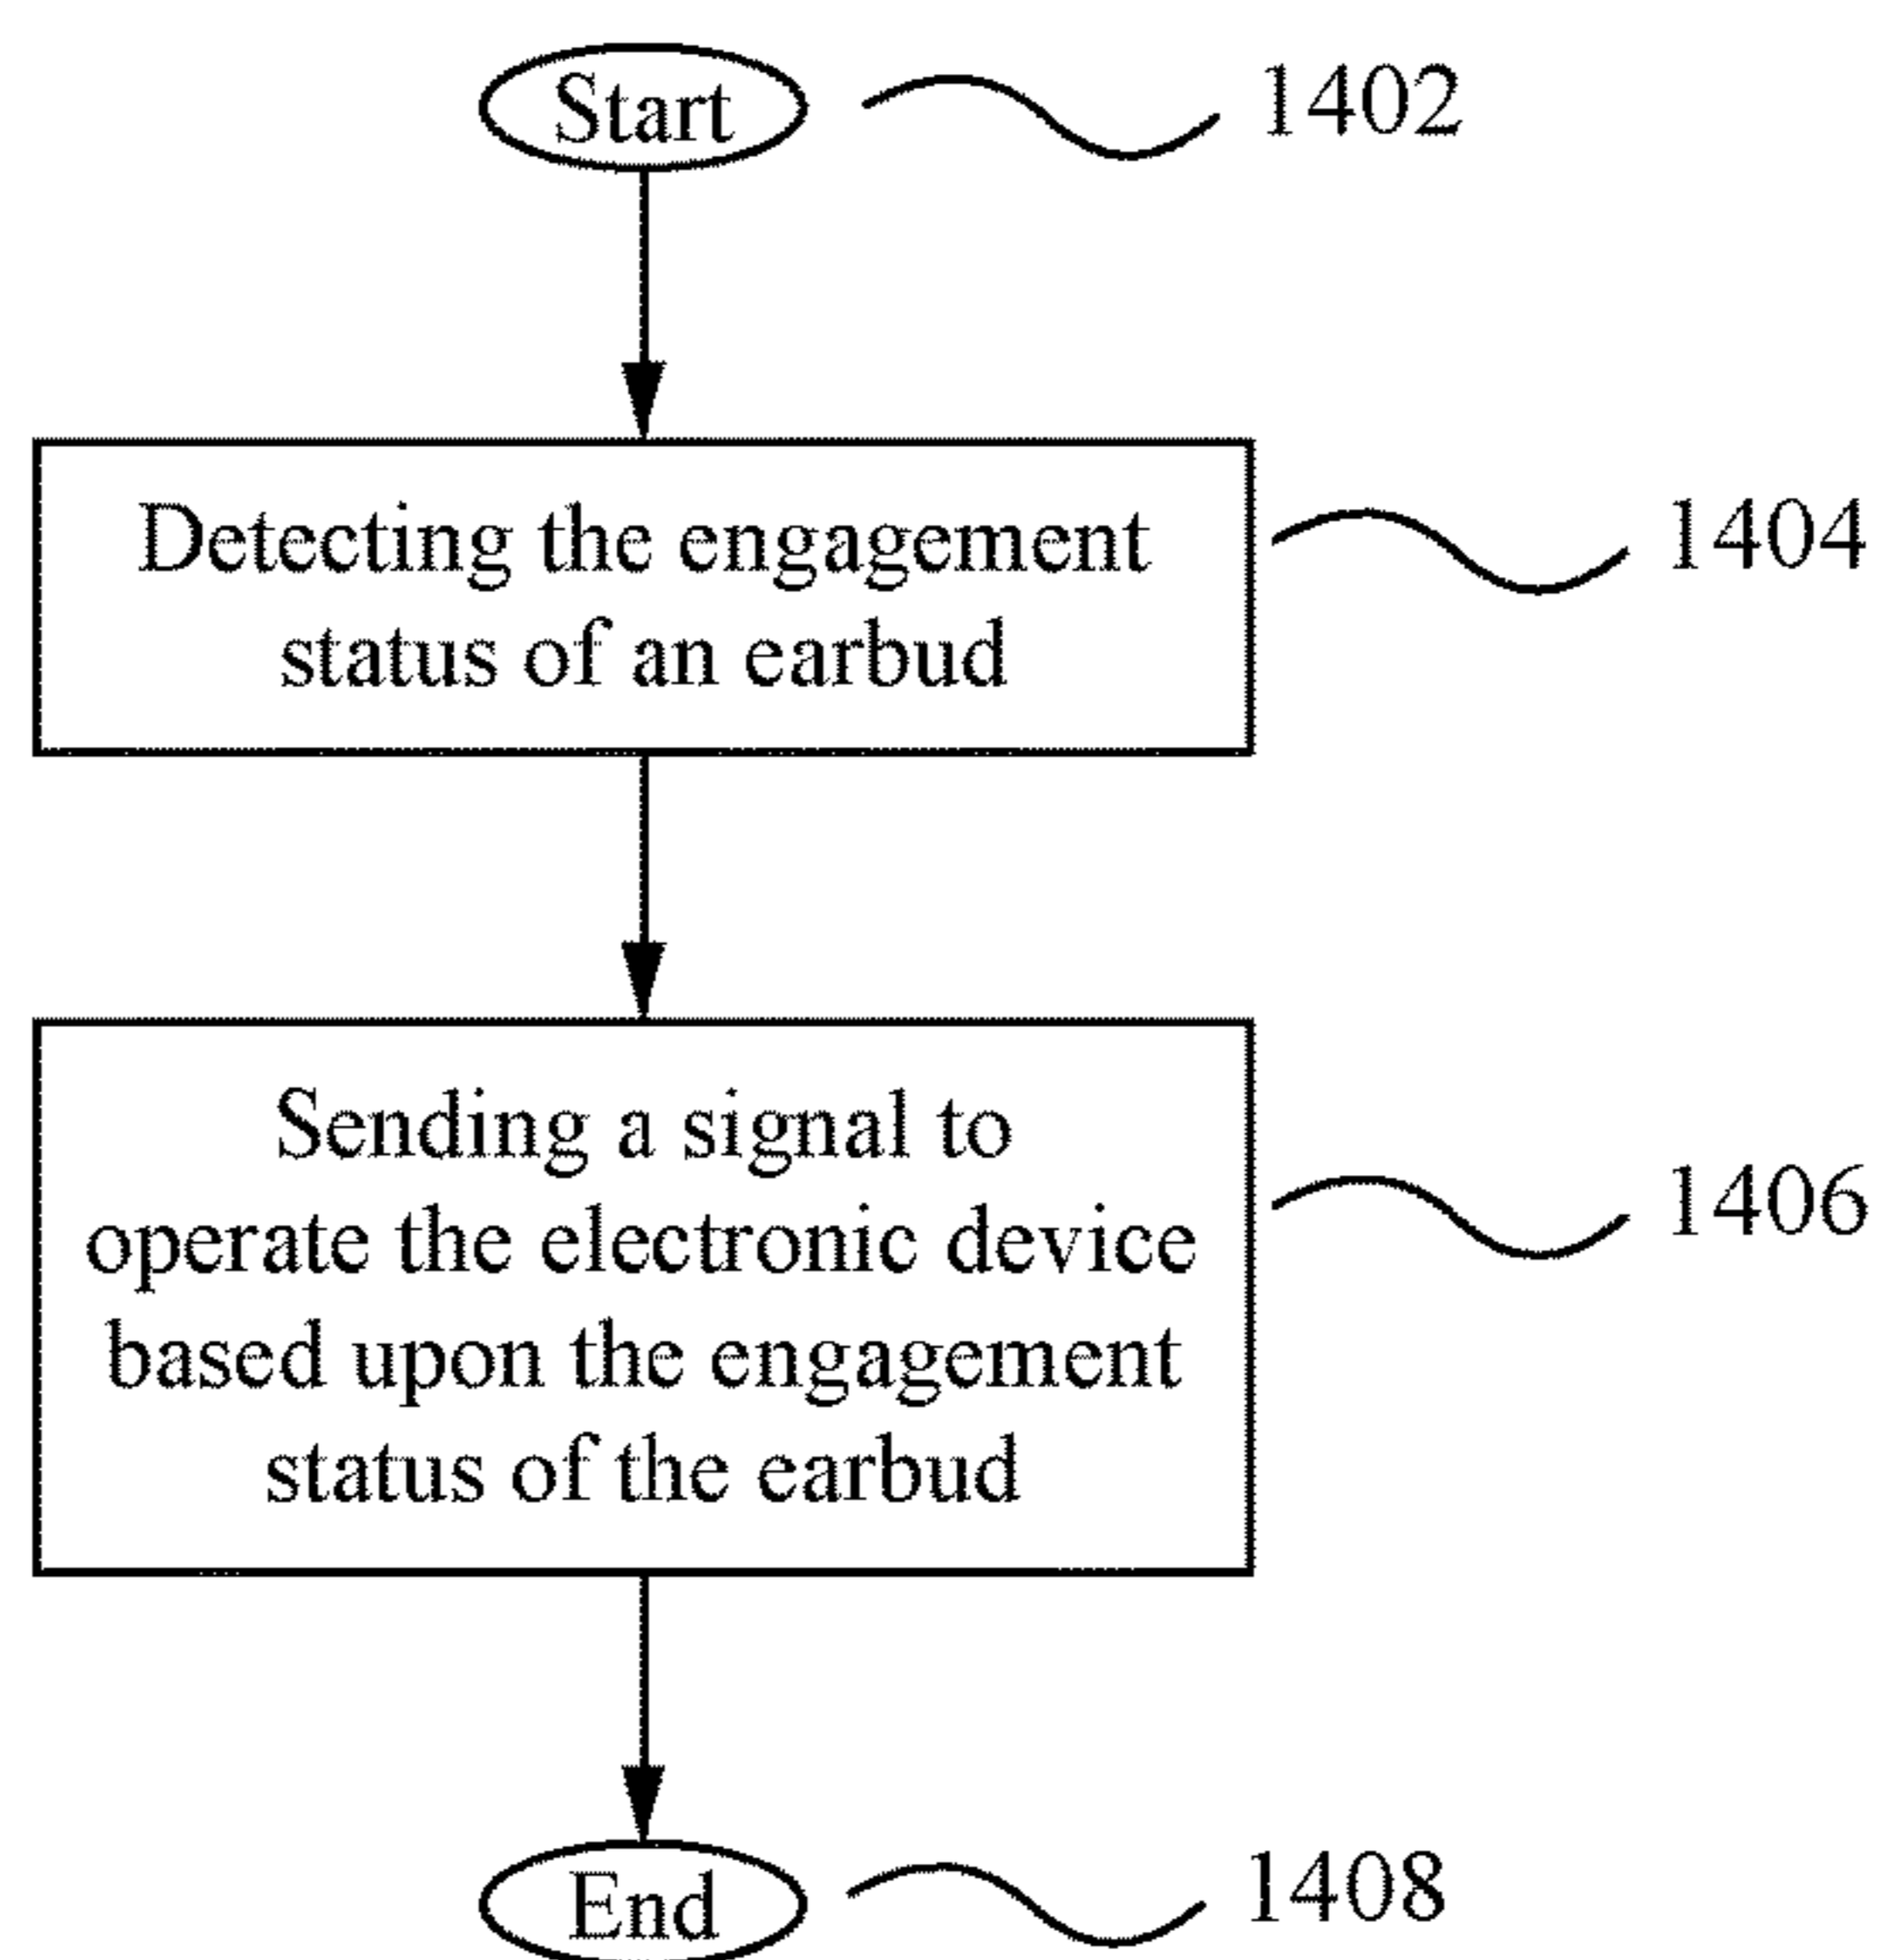 Start
1402
Detecting the engagement
status of an earbud
1404
Sending a signal to
operate the electronic device
based upon the engagement
status of the earbud
1406
End
1408